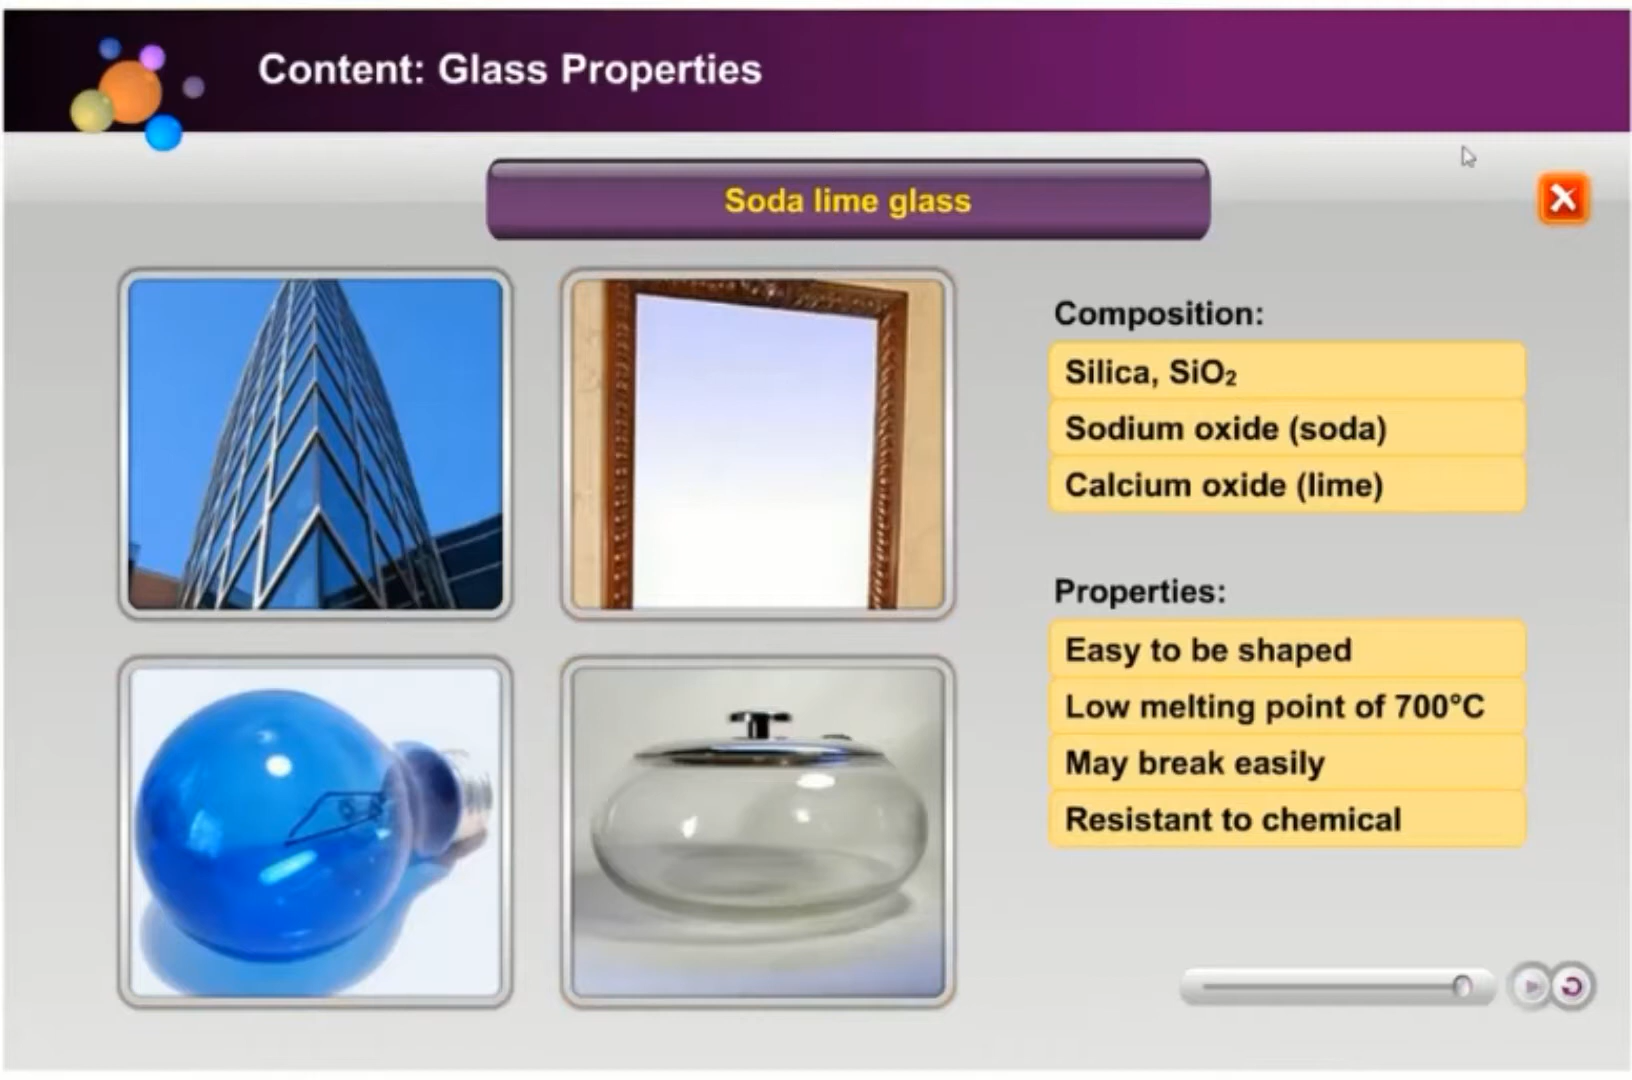 Content: Glass Properties
Soda lime glass
Composition:
Silica, SiO₂
Sodium oxide (soda)
Calcium oxide (lime)
Properties:
Easy to be shaped
Low melting point of 700°C
May break easily
Resistant to chemical